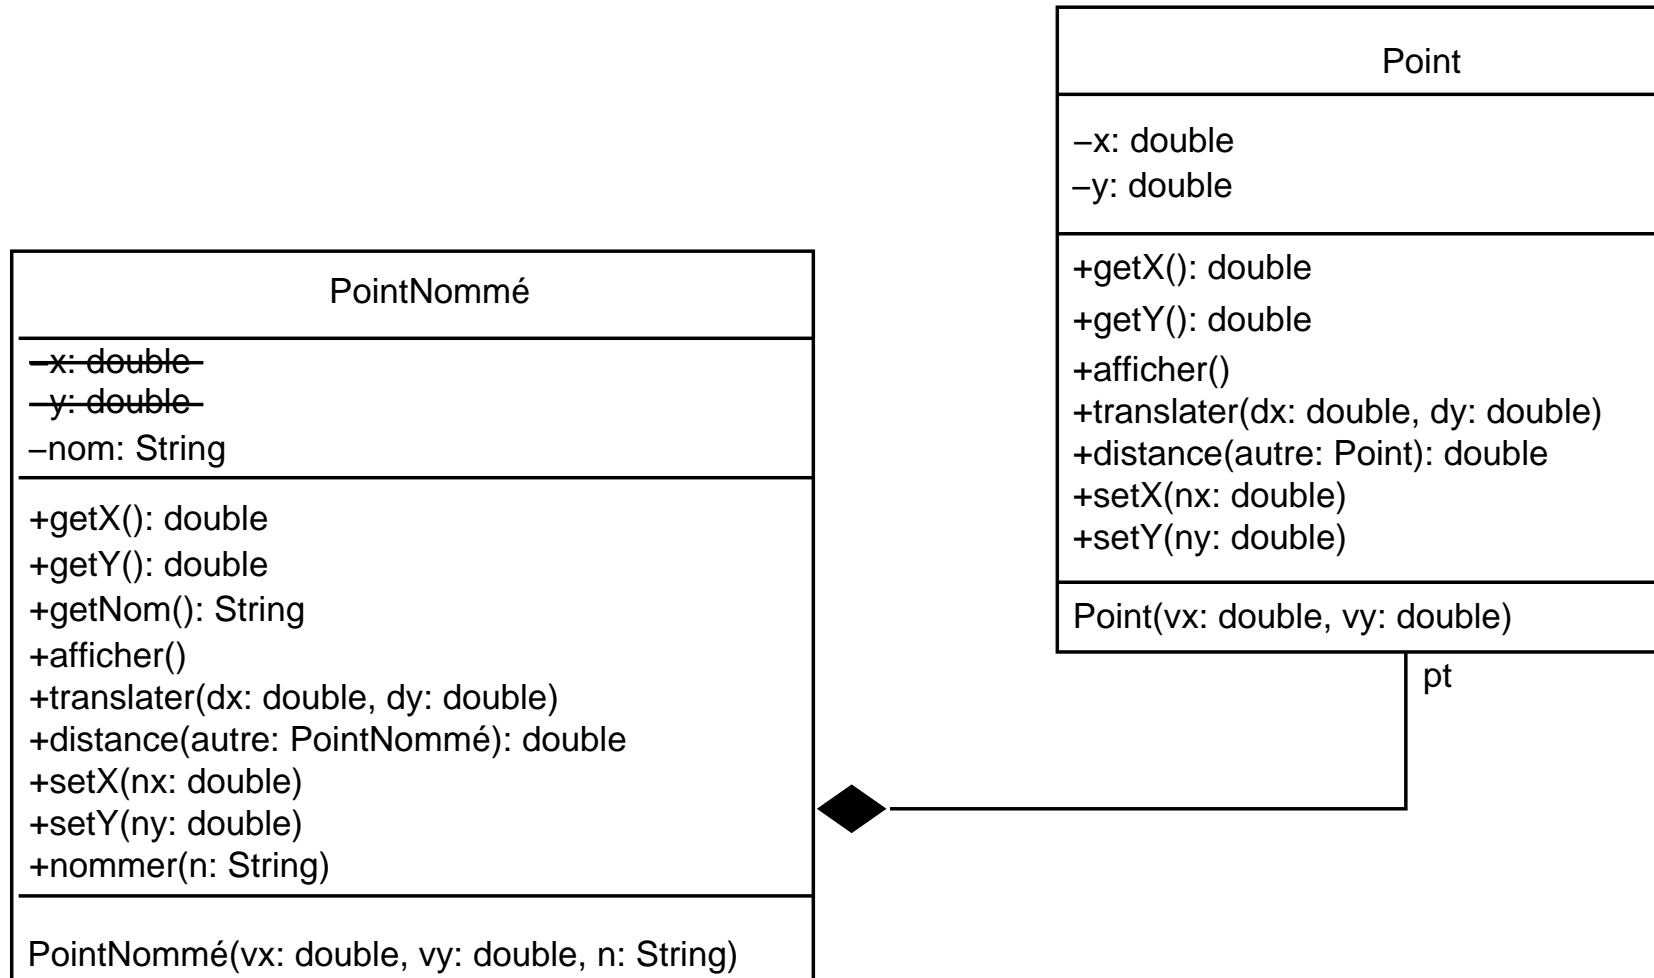 Point
–x: double
–y: double
+getX(): double
+getY(): double
+afficher()
+translater(dx: double, dy: double)
+distance(autre: Point): double
+setX(nx: double)
+setY(ny: double)
Point(vx: double, vy: double)
pt
PointNommé
–x: double
–y: double
–nom: String
+getX(): double
+getY(): double
+getNom(): String
+afficher()
+translater(dx: double, dy: double)
+distance(autre: PointNommé): double
+setX(nx: double)
+setY(ny: double)
+nommer(n: String)
PointNommé(vx: double, vy: double, n: String)